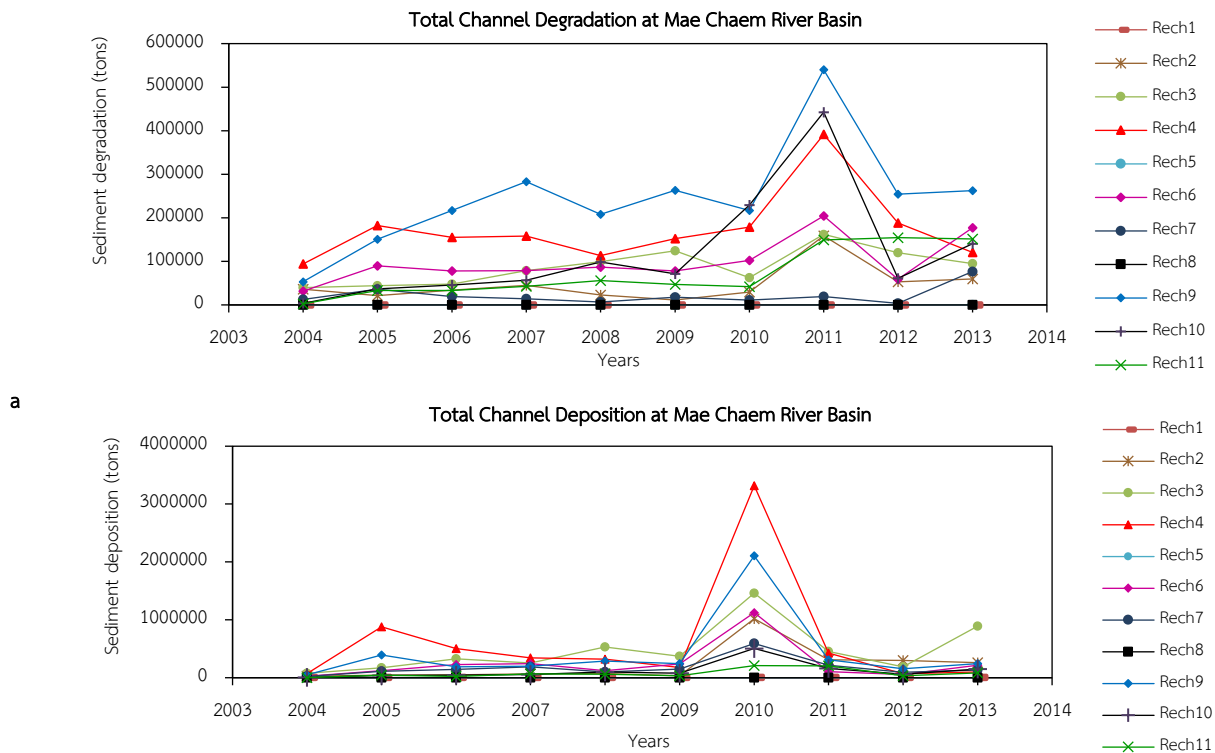 Total Channel Degradation at Mae Chaem River Basin
Sediment degradation (tons)
600000
500000
400000
300000
200000
100000
0
2003 2004 2005 2006 2007 2008 2009 2010 2011 2012 2013 2014
Years
Rech1
Rech2
Rech3
Rech4
Rech5
Rech6
Rech7
Rech8
Rech9
Rech10
Rech11
a
Total Channel Deposition at Mae Chaem River Basin
Sediment deposition (tons)
4000000
3000000
2000000
1000000
0
2003 2004 2005 2006 2007 2008 2009 2010 2011 2012 2013 2014
Years
Rech1
Rech2
Rech3
Rech4
Rech5
Rech6
Rech7
Rech8
Rech9
Rech10
Rech11